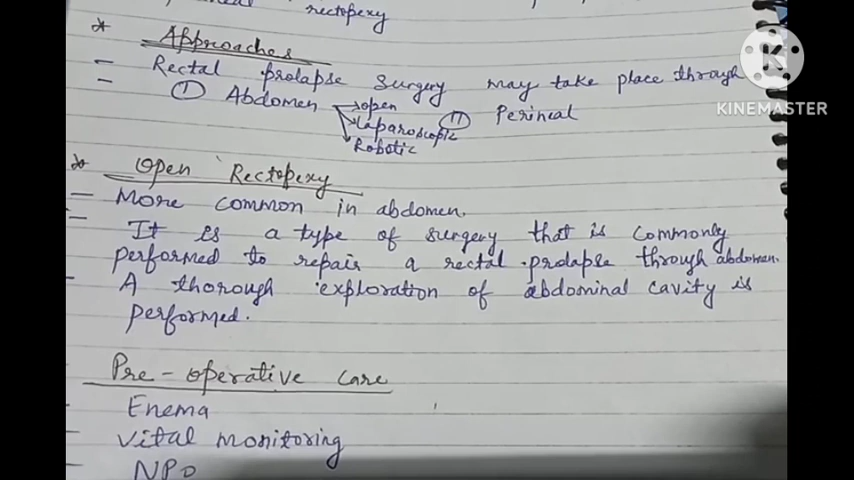 rectopexy
* Approaches
- Rectal prolapse surgery may take place through
- ① Abdomen → open ⑪ Perineal
→ Laparoscopic
→ Robotic
* Open Rectopexy
- More common in abdomen.
- It is a type of surgery that is commonly
performed to repair a rectal prolapse through abdomen.
- A thorough exploration of abdominal cavity is
performed.
Pre-operative care
- Enema
- Vital monitoring
- NPO
KINEMASTER